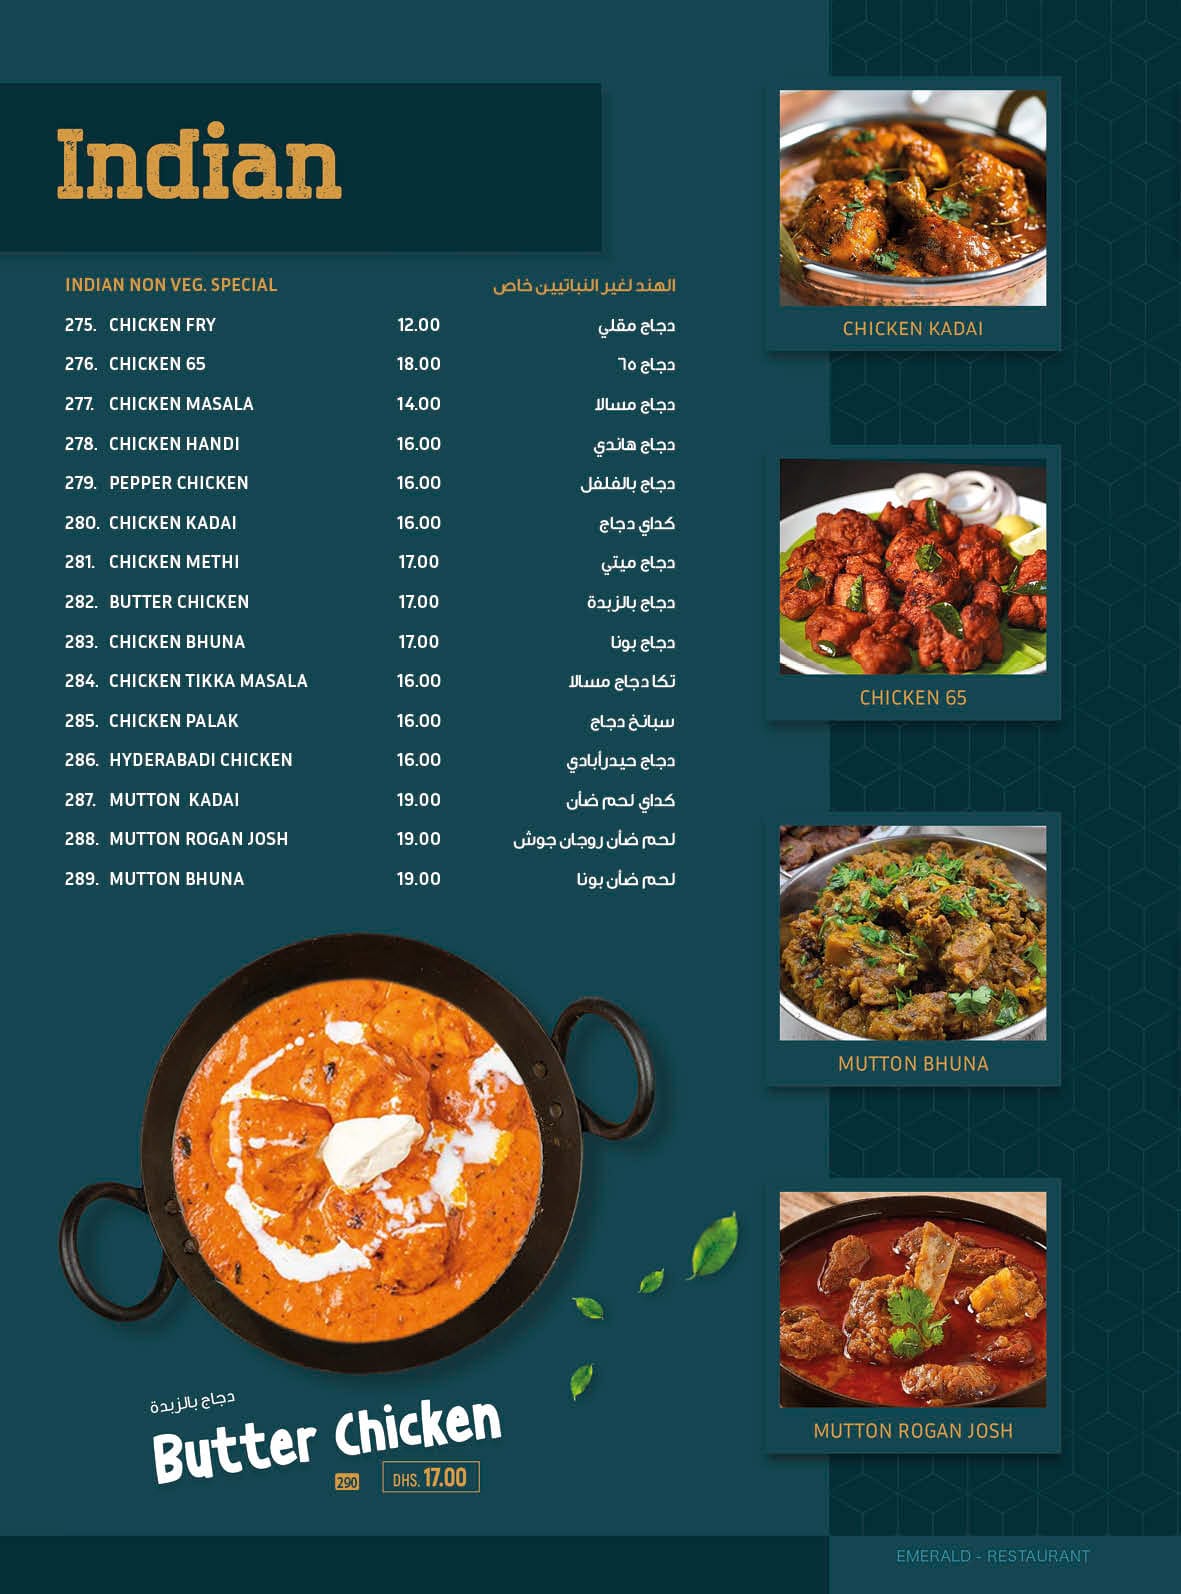 Indian
INDIAN NON VEG. SPECIAL الهند لغير النباتيين خاص
275. CHICKEN FRY 12.00 دجاج مقلي
276. CHICKEN 65 18.00 دجاج ٦٥
277. CHICKEN MASALA 14.00 دجاج مسالا
278. CHICKEN HANDI 16.00 دجاج هاندي
279. PEPPER CHICKEN 16.00 دجاج بالفلفل
280. CHICKEN KADAI 16.00 كداي دجاج
281. CHICKEN METHI 17.00 دجاج ميتي
282. BUTTER CHICKEN 17.00 دجاج بالزبدة
283. CHICKEN BHUNA 17.00 دجاج بونا
284. CHICKEN TIKKA MASALA 16.00 تكا دجاج مسالا
285. CHICKEN PALAK 16.00 سبانخ دجاج
286. HYDERABADI CHICKEN 16.00 دجاج حيدرأبادي
287. MUTTON KADAI 19.00 كداي لحم ضأن
288. MUTTON ROGAN JOSH 19.00 لحم ضأن روجان جوش
289. MUTTON BHUNA 19.00 لحم ضأن بونا
دجاج بالزبدة
Butter Chicken
290 DHS. 17.00
CHICKEN KADAI
CHICKEN 65
MUTTON BHUNA
MUTTON ROGAN JOSH
EMERALD - RESTAURANT